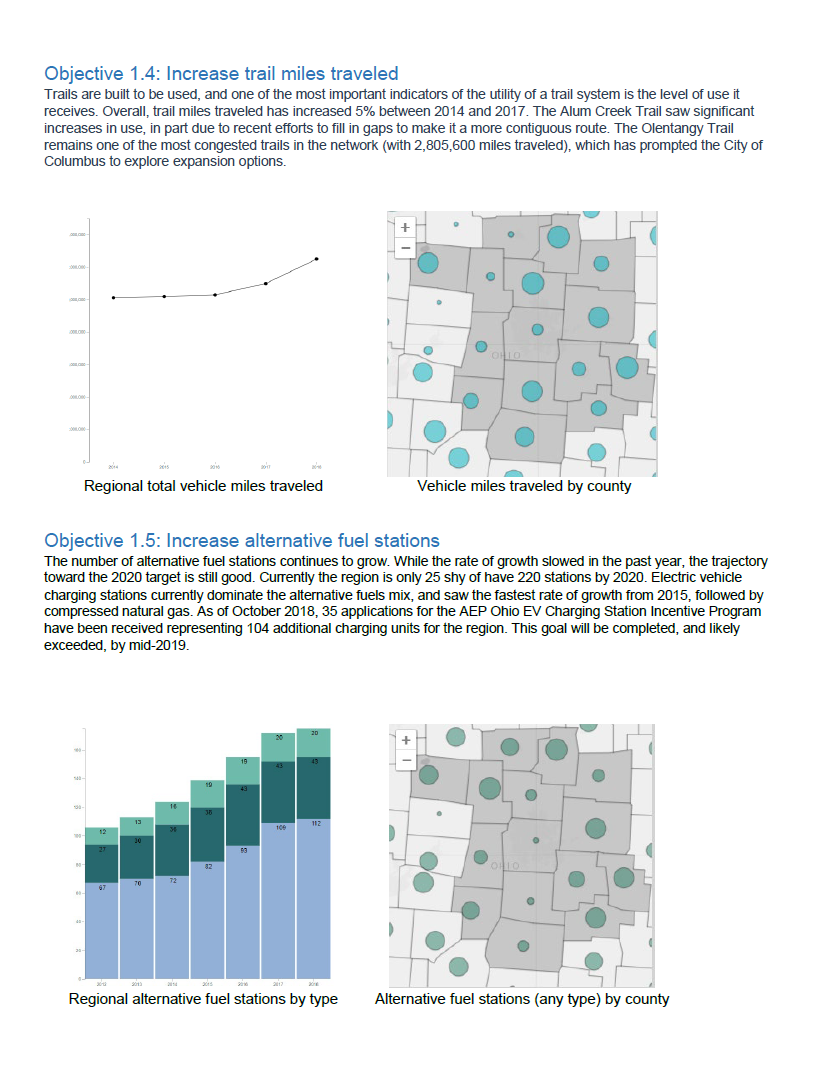 Objective 1.4: Increase trail miles traveled
Trails are built to be used, and one of the most important indicators of the utility of a trail system is the level of use it
receives. Overall, trail miles traveled has increased 5% between 2014 and 2017. The Alum Creek Trail saw significant
increases in use, in part due to recent efforts to fill in gaps to make it a more contiguous route. The Olentangy Trail
remains one of the most congested trails in the network (with 2,805,600 miles traveled), which has prompted the City of
Columbus to explore expansion options.
+
−
OHIO
2014 2015 2016 2017 2018
Regional total vehicle miles traveled
Vehicle miles traveled by county
Objective 1.5: Increase alternative fuel stations
The number of alternative fuel stations continues to grow. While the rate of growth slowed in the past year, the trajectory
toward the 2020 target is still good. Currently the region is only 25 shy of have 220 stations by 2020. Electric vehicle
charging stations currently dominate the alternative fuels mix, and saw the fastest rate of growth from 2015, followed by
compressed natural gas. As of October 2018, 35 applications for the AEP Ohio EV Charging Station Incentive Program
have been received representing 104 additional charging units for the region. This goal will be completed, and likely
exceeded, by mid-2019.
+
−
OHIO
160
140
120
100
80
60
40
20
0
12 13 16 19 19 20 20
27 30 36 38 43 43 43
67 70 72 82 93 109 112
2012 2013 2014 2015 2016 2017 2018
Regional alternative fuel stations by type
Alternative fuel stations (any type) by county